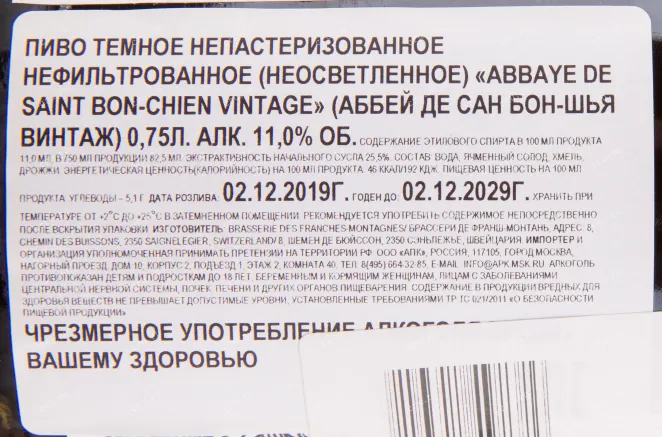 ПИВО ТЕМНОЕ НЕПАСТЕРИЗОВАННОЕ
НЕФИЛЬТРОВАННОЕ (НЕОСВЕТЛЕННОЕ) «ABBAYE DE
SAINT BON-CHIEN VINTAGE» (АББЕЙ ДЕ САН БОН-ШЬЯ
ВИНТАЖ) 0,75Л. АЛК. 11,0% ОБ. СОДЕРЖАНИЕ ЭТИЛОВОГО СПИРТА В 100 МЛ ПРОДУКТА
11,0 МЛ, В 750 МЛ ПРОДУКЦИИ 82,5 МЛ. ЭКСТРАКТИВНОСТЬ НАЧАЛЬНОГО СУСЛА 25,5%. СОСТАВ: ВОДА, ЯЧМЕННЫЙ СОЛОД, ХМЕЛЬ,
ДРОЖЖИ. ЭНЕРГЕТИЧЕСКАЯ ЦЕННОСТЬ(КАЛОРИЙНОСТЬ) НА 100 МЛ ПРОДУКТА: 46 ККАЛ/192 КДЖ. ПИЩЕВАЯ ЦЕННОСТЬ НА 100 МЛ
ПРОДУКТА: УГЛЕВОДЫ – 5,1 Г. ДАТА РОЗЛИВА: 02.12.2019Г. ГОДЕН ДО: 02.12.2029Г. ХРАНИТЬ ПРИ
ТЕМПЕРАТУРЕ ОТ +2°С ДО +25°С В ЗАТЕМНЕННОМ ПОМЕЩЕНИИ. РЕКОМЕНДУЕТСЯ УПОТРЕБИТЬ СОДЕРЖИМОЕ НЕПОСРЕДСТВЕННО
ПОСЛЕ ВСКРЫТИЯ УПАКОВКИ. ИЗГОТОВИТЕЛЬ: BRASSERIE DES FRANCHES-MONTAGNES/ БРАССЕРИ ДЕ ФРАНШ-МОНТАНЬ, АДРЕС: 8,
CHEMIN DES BUISSONS, 2350 SAIGNELEGIER, SWITZERLAND/ 8, ШЕМЕН ДЕ БЮИССОН, 2350 СЭНЬЛЕЖЬЕ, ШВЕЙЦАРИЯ. ИМПОРТЕР И
ОРГАНИЗАЦИЯ УПОЛНОМОЧЕННАЯ ПРИНИМАТЬ ПРЕТЕНЗИИ НА ТЕРРИТОРИИ РФ: ООО «АПК», РОССИЯ, 117105, ГОРОД МОСКВА,
НАГОРНЫЙ ПРОЕЗД, ДОМ 10, КОРПУС 2, ПОДЪЕЗД 1, ЭТАЖ 2, КОМНАТА 40, ТЕЛ. 8(495)664-32-85, E-MAIL: INFO@APK.MSK.RU. АЛКОГОЛЬ
ПРОТИВОПОКАЗАН ДЕТЯМ И ПОДРОСТКАМ ДО 18 ЛЕТ, БЕРЕМЕННЫМ И КОРМЯЩИМ ЖЕНЩИНАМ, ЛИЦАМ С ЗАБОЛЕВАНИЯМИ
ЦЕНТРАЛЬНОЙ НЕРВНОЙ СИСТЕМЫ, ПОЧЕК, ПЕЧЕНИ И ДРУГИХ ОРГАНОВ ПИЩЕВАРЕНИЯ. СОДЕРЖАНИЕ В ПРОДУКЦИИ ВРЕДНЫХ ДЛЯ
ЗДОРОВЬЯ ВЕЩЕСТВ НЕ ПРЕВЫШАЕТ ДОПУСТИМЫЕ УРОВНИ, УСТАНОВЛЕННЫЕ ТРЕБОВАНИЯМИ ТР ТС 021/2011 «О БЕЗОПАСНОСТИ
ПИЩЕВОЙ ПРОДУКЦИИ»
ЧРЕЗМЕРНОЕ УПОТРЕБЛЕНИЕ
ВАШЕМУ ЗДОРОВЬЮ